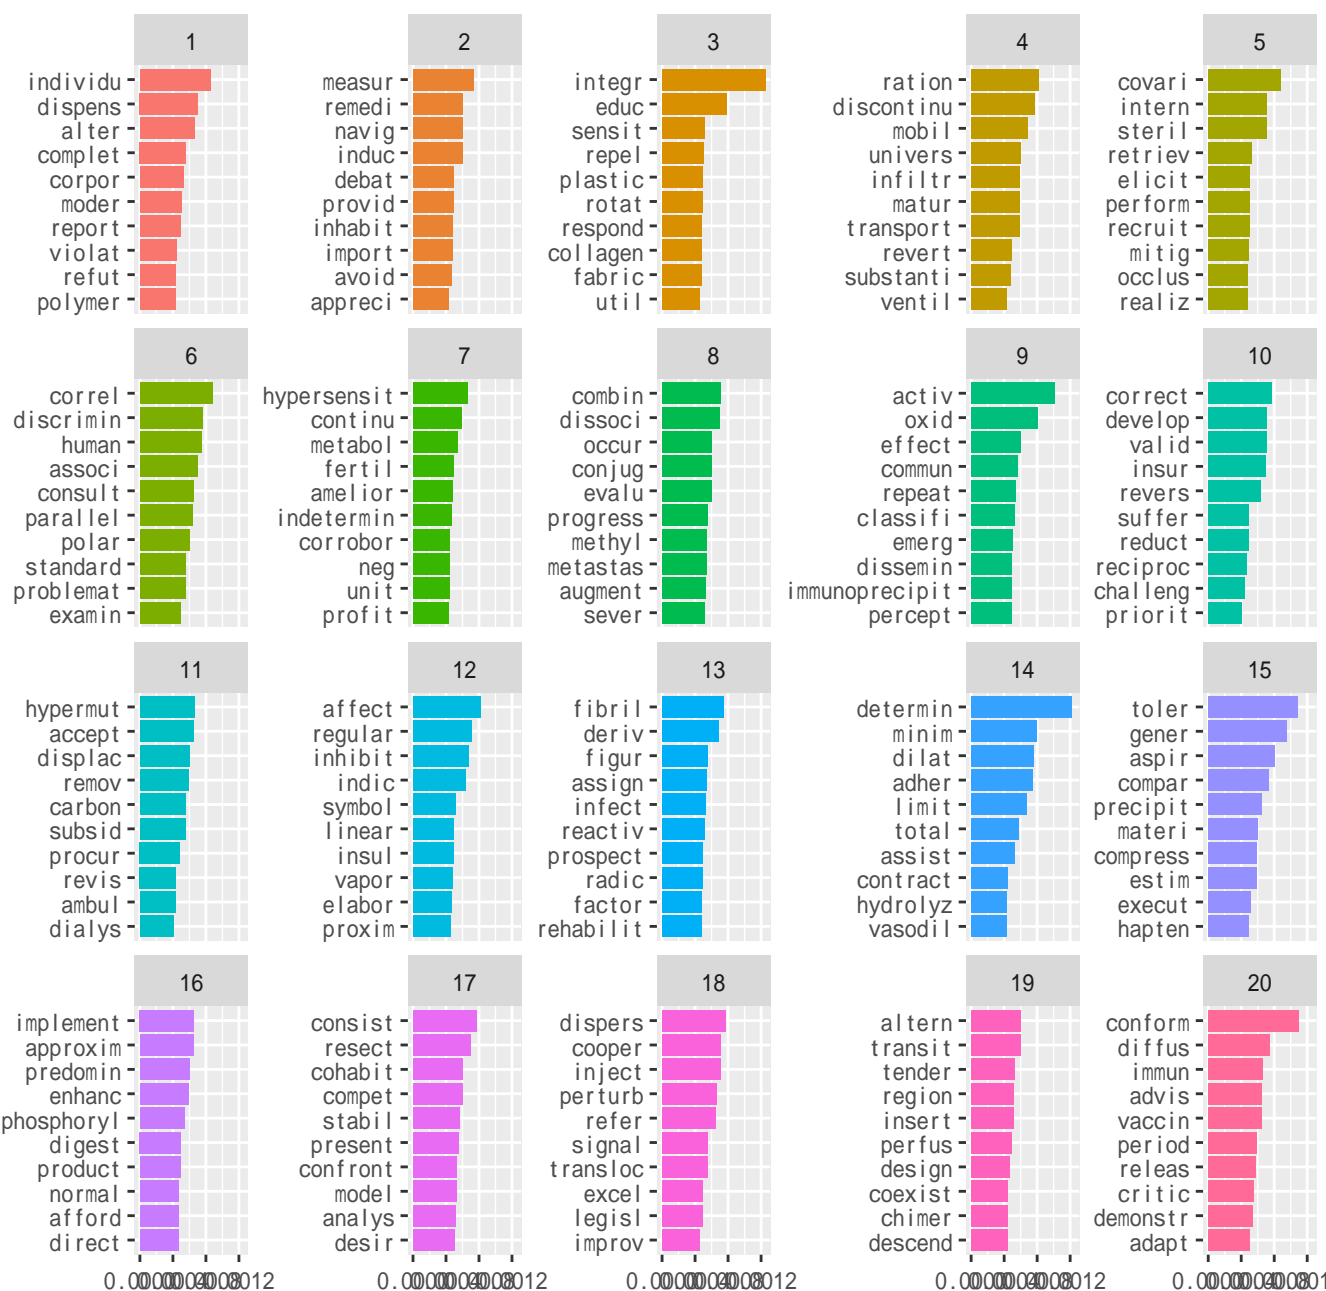 1
individu
dispens
alter
complet
corpor
moder
report
violat
refut
polymer
2
measur
remedi
navig
induc
debat
provid
inhabit
import
avoid
appreci
3
integr
educ
sensit
repel
plastic
rotat
respond
collagen
fabric
util
4
ration
discontinu
mobil
univers
infiltr
matur
transport
revert
substanti
ventil
5
covari
intern
steril
retriev
elicit
perform
recruit
mitig
occlus
realiz
6
correl
discrimin
human
associ
consult
parallel
polar
standard
problemat
examin
7
hypersensit
continu
metabol
fertil
amelior
indetermin
corrobor
neg
unit
profit
8
combin
dissoci
occur
conjug
evalu
progress
methyl
metastas
augment
sever
9
activ
oxid
effect
commun
repeat
classifi
emerg
dissemin
immunoprecipit
percept
10
correct
develop
valid
insur
revers
suffer
reduct
reciproc
challeng
priorit
11
hypermut
accept
displac
remov
carbon
subsid
procur
revis
ambul
dialys
12
affect
regular
inhibit
indic
symbol
linear
insul
vapor
elabor
proxim
13
fibril
deriv
figur
assign
infect
reactiv
prospect
radic
factor
rehabilit
14
determin
minim
dilat
adher
limit
total
assist
contract
hydrolyz
vasodil
15
toler
gener
aspir
compar
precipit
materi
compress
estim
execut
hapten
16
implement
approxim
predomin
enhanc
phosphoryl
digest
product
normal
afford
direct
17
consist
resect
cohabit
compet
stabil
present
confront
model
analys
desir
18
dispers
cooper
inject
perturb
refer
signal
transloc
excel
legisl
improv
19
altern
transit
tender
region
insert
perfus
design
coexist
chimer
descend
20
conform
diffus
immun
advis
vaccin
period
releas
critic
demonstr
adapt